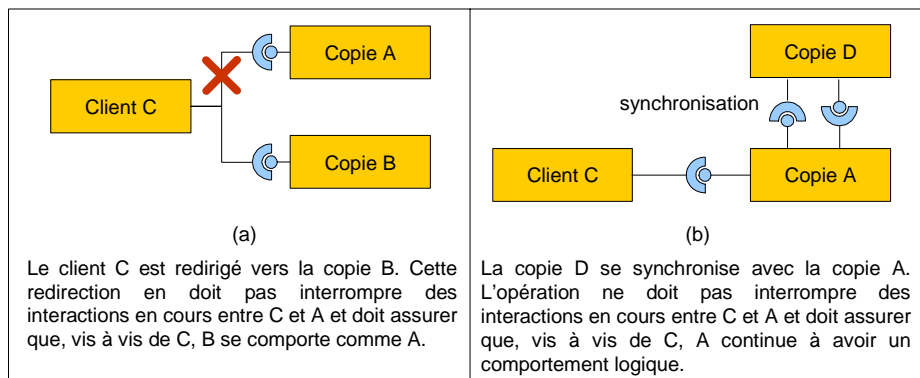 Copie A
Client C
Copie B
(a)
Le client C est redirigé vers la copie B. Cette
redirection en doit pas interrompre des
interactions en cours entre C et A et doit assurer
que, vis à vis de C, B se comporte comme A.
Copie D
synchronisation
Client C
Copie A
(b)
La copie D se synchronise avec la copie A.
L'opération ne doit pas interrompre des
interactions en cours entre C et A et doit assurer
que, vis à vis de C, A continue à avoir un
comportement logique.